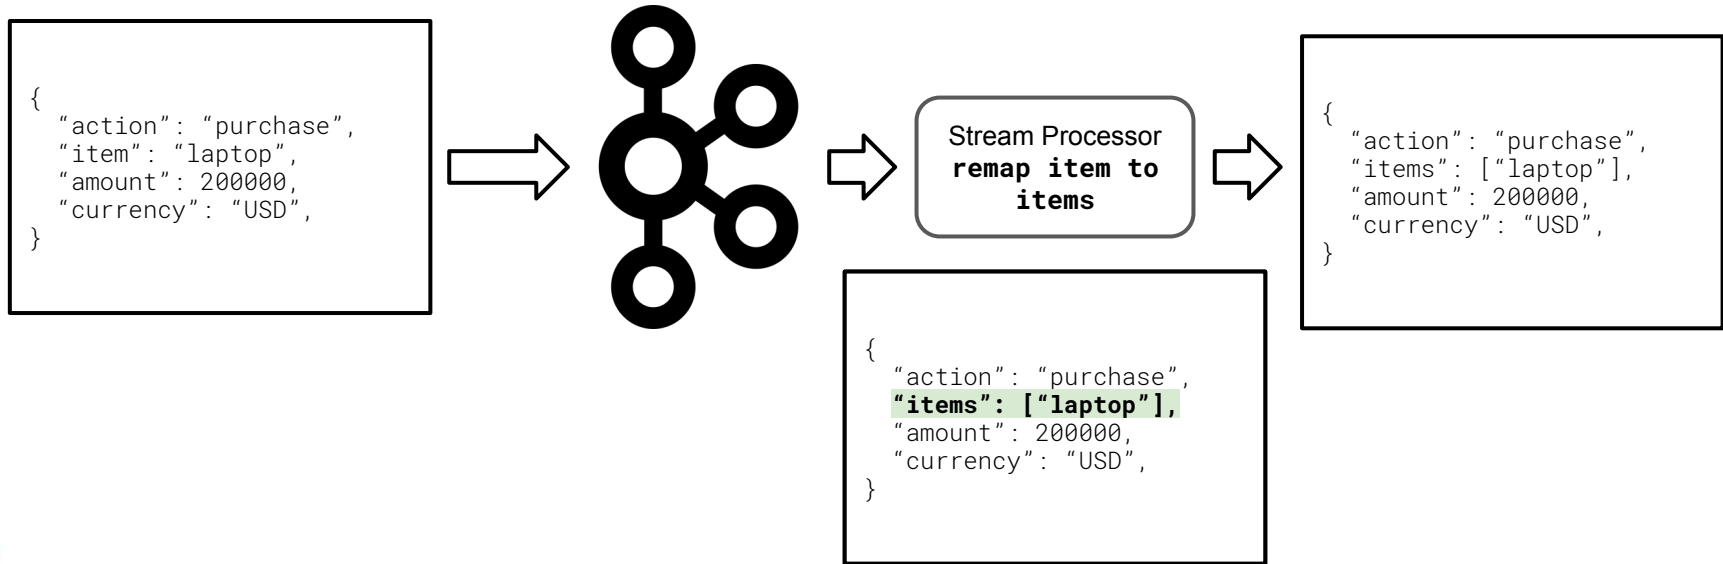 {
“action”: “purchase”,
“item”: “laptop”,
“amount”: 200000,
“currency”: “USD”,
}
Stream Processor
remap item to
items
{
“action”: “purchase”,
“items”: [“laptop”],
“amount”: 200000,
“currency”: “USD”,
}
{
“action”: “purchase”,
“items”: [“laptop”],
“amount”: 200000,
“currency”: “USD”,
}